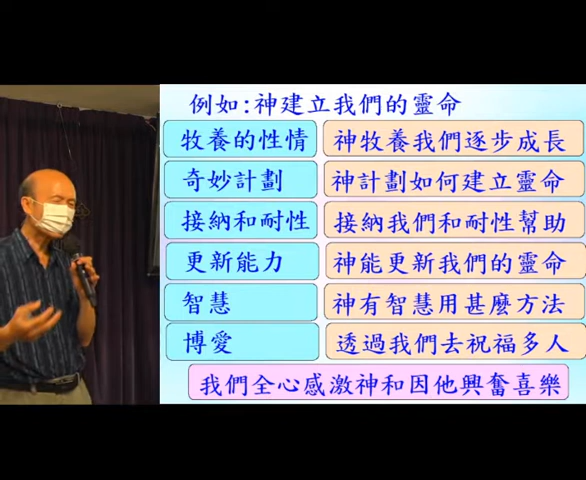 例如:神建立我們的靈命
牧養的性情 神牧養我們逐步成長
奇妙計劃 神計劃如何建立靈命
接納和耐性 接納我們和耐性幫助
更新能力 神能更新我們的靈命
智慧 神有智慧用甚麼方法
博愛 透過我們去祝福多人
我們全心感激神和因他興奮喜樂